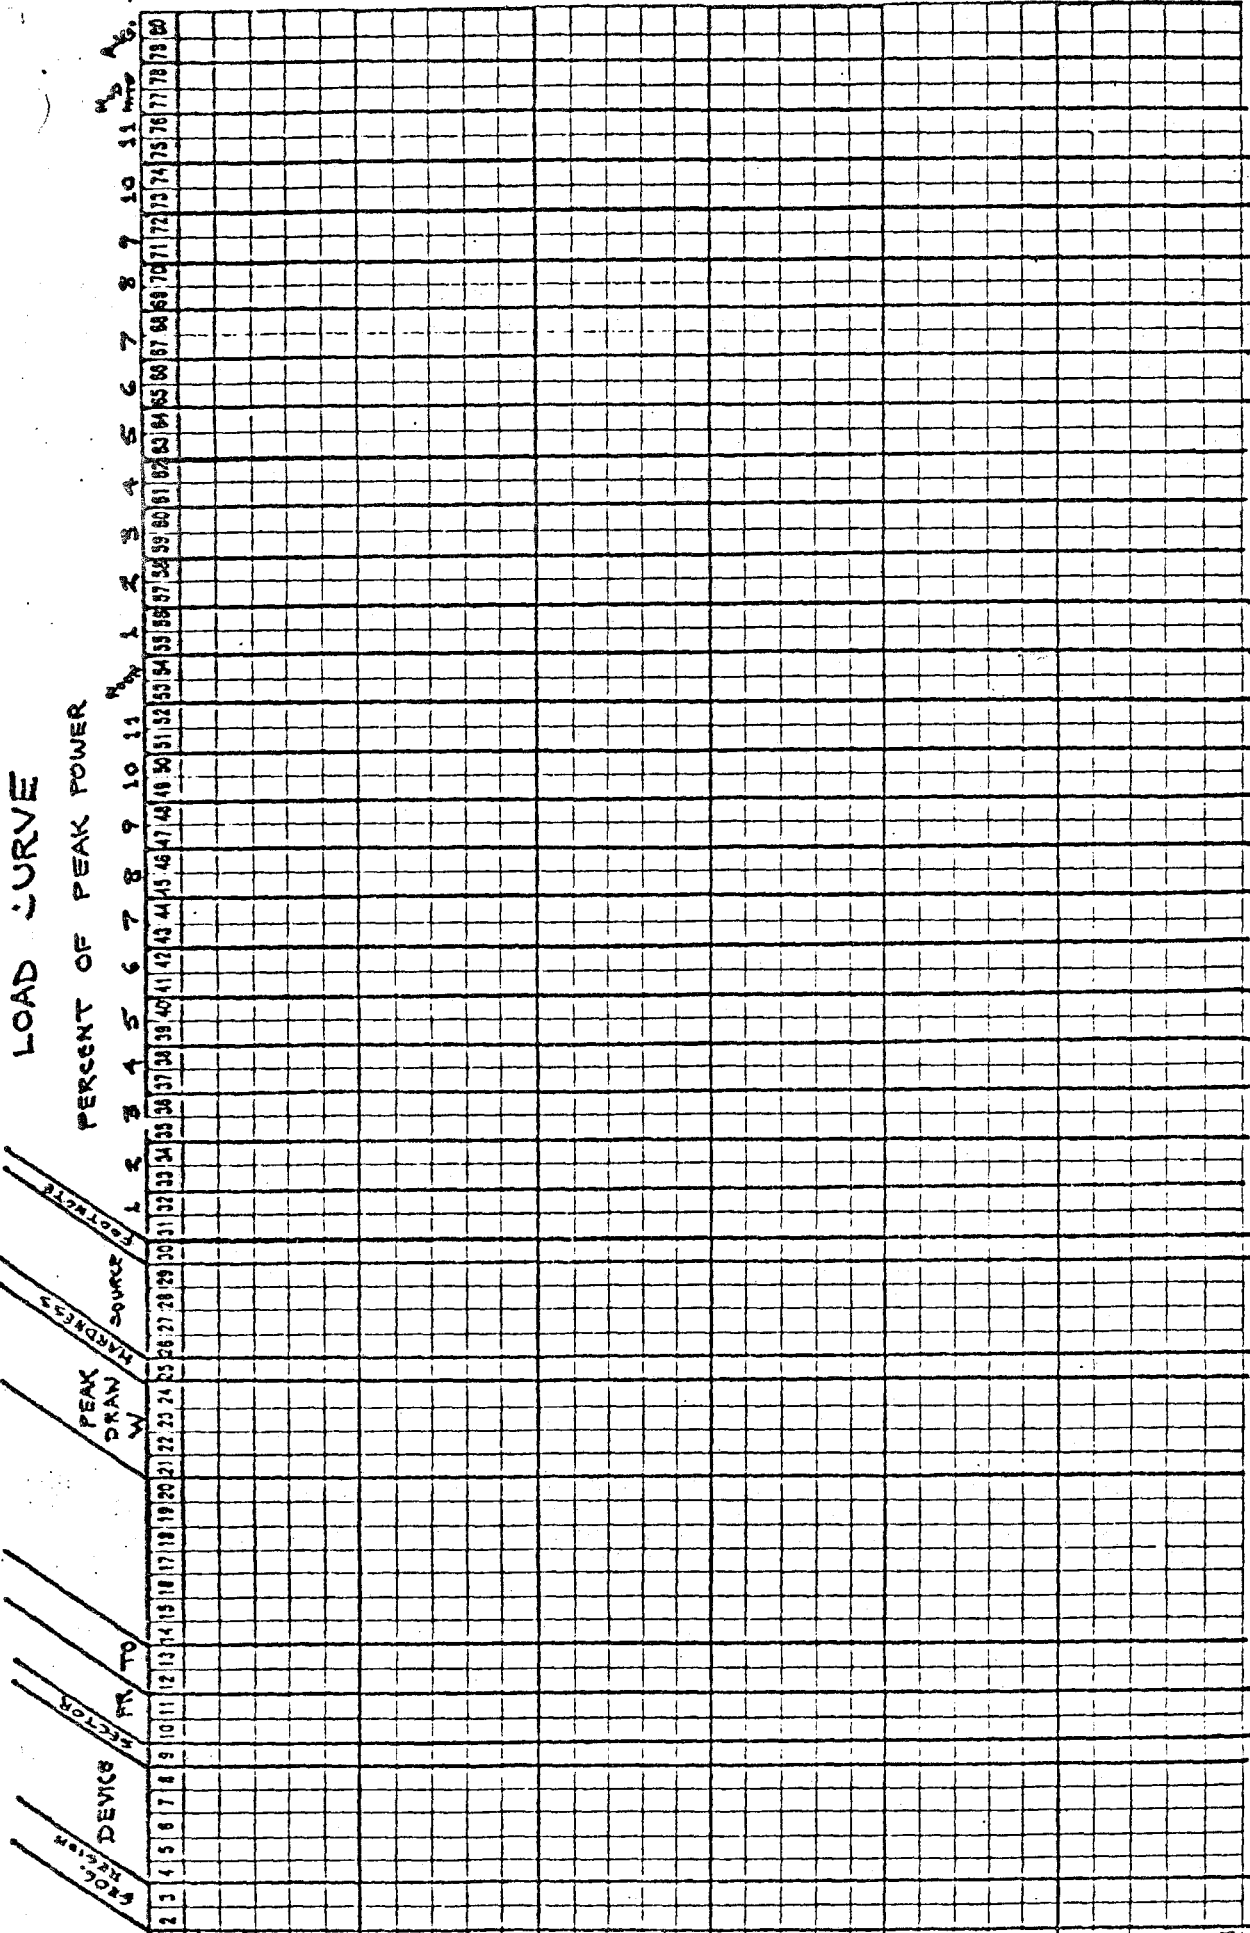 LOAD CURVE
PERCENT OF PEAK POWER
GEOG. REGION DEVICE SECTOR FR. TO PEAK DRAW W HARDNESS SOURCE FOOTNOTE 1 2 3 4 5 6 7 8 9 10 11 NOON 1 2 3 4 5 6 7 8 9 10 11 MID NITE AVG.
2 3 4 5 6 7 8 9 10 11 12 13 14 15 16 17 18 19 20 21 22 23 24 25 26 27 28 29 30 31 32 33 34 35 36 37 38 39 40 41 42 43 44 45 46 47 48 49 50 51 52 53 54 55 56 57 58 59 60 61 62 63 64 65 66 67 68 69 70 71 72 73 74 75 76 77 78 79 80